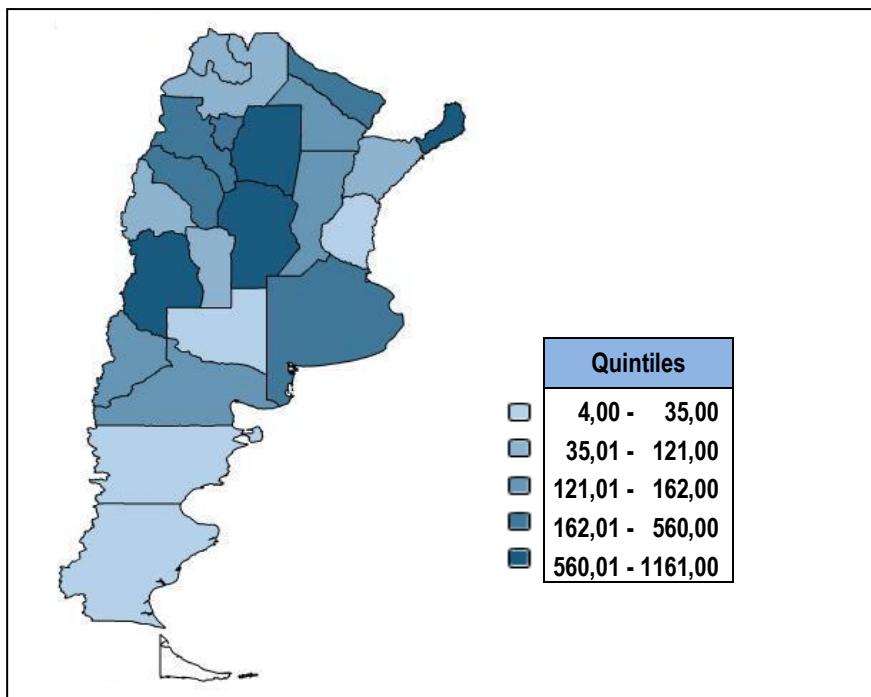 Quintiles
4,00 - 35,00
35,01 - 121,00
121,01 - 162,00
162,01 - 560,00
560,01 - 1161,00